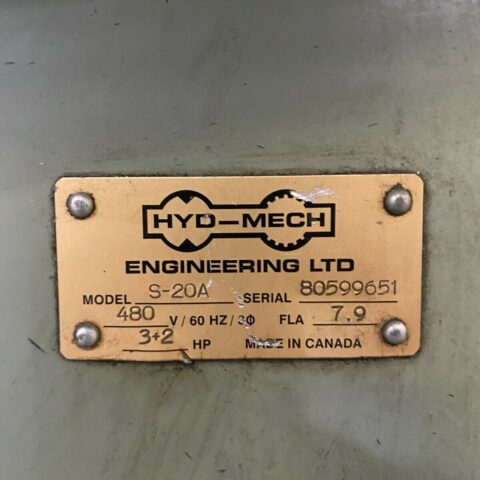 HYD-MECH
ENGINEERING LTD
MODEL S-20A SERIAL 80599651
480 V/60 HZ/3Φ FLA 7.9
3+2 HP MADE IN CANADA